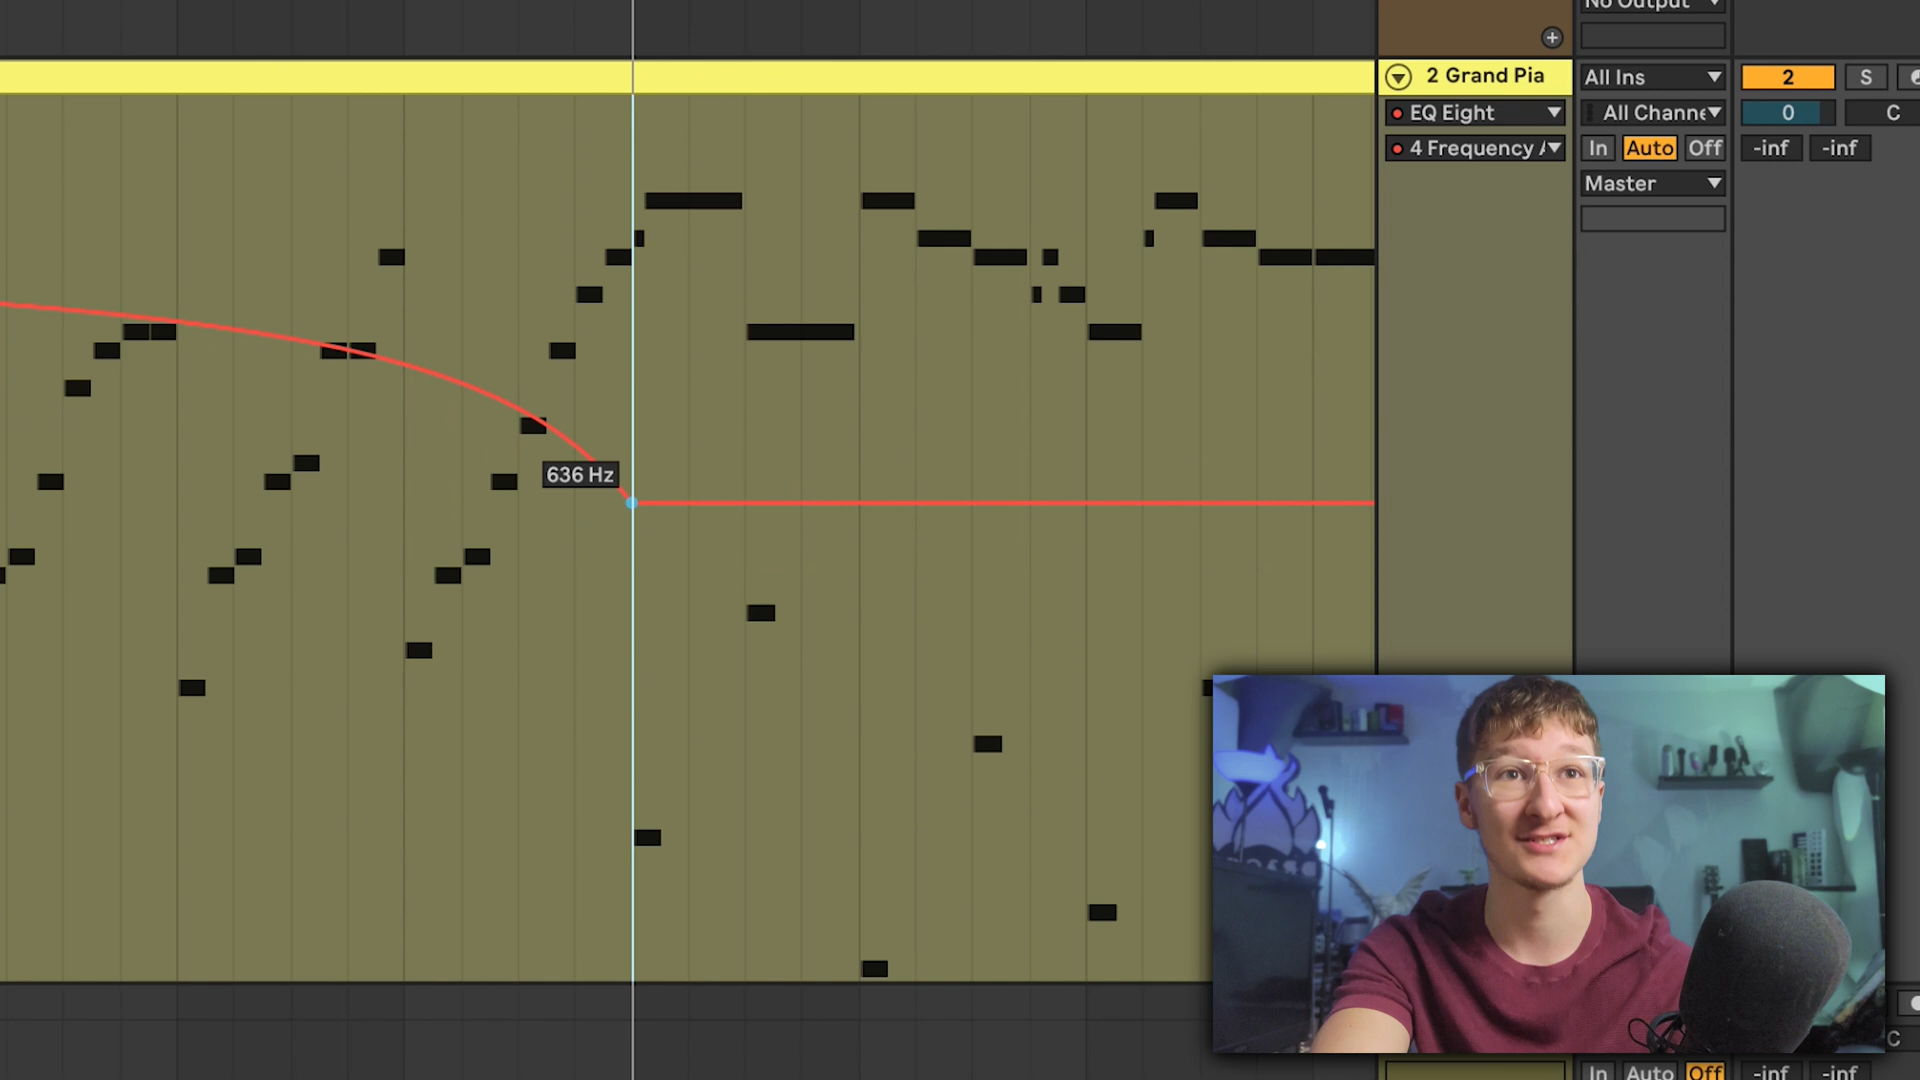 No Output
2 Grand Pia
All Ins
2
S
EQ Eight
All Channe
0
C
4 Frequency A
In
Auto
Off
-inf
-inf
Master
636 Hz
C
In
Auto
Off
-inf
-inf